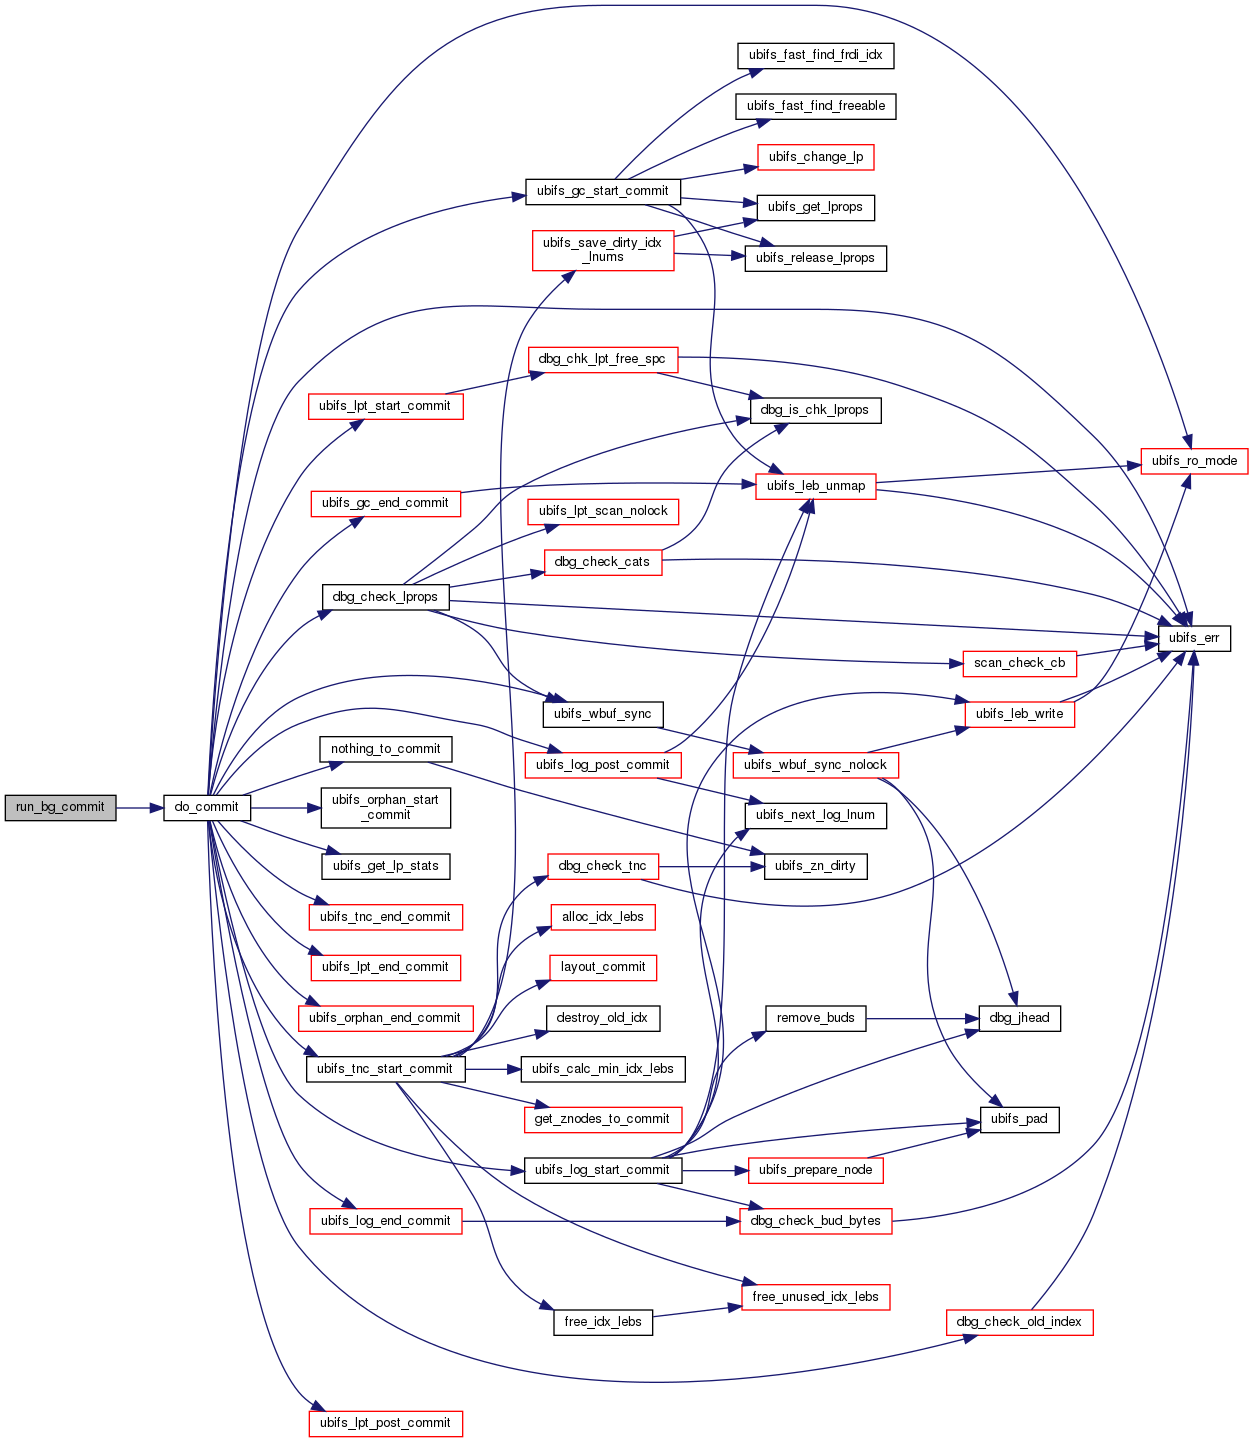 ubifs_fast_find_frdi_idx
ubifs_fast_find_freeable
ubifs_change_lp
ubifs_gc_start_commit
ubifs_get_lprops
ubifs_save_dirty_idx
_lnums
ubifs_release_lprops
dbg_chk_lpt_free_spc
ubifs_lpt_start_commit
dbg_is_chk_lprops
ubifs_ro_mode
ubifs_leb_unmap
ubifs_gc_end_commit
ubifs_lpt_scan_nolock
dbg_check_cats
dbg_check_lprops
ubifs_err
scan_check_cb
ubifs_wbuf_sync
ubifs_leb_write
nothing_to_commit
ubifs_log_post_commit
ubifs_wbuf_sync_nolock
run_bg_commit
do_commit
ubifs_orphan_start
_commit
ubifs_next_log_lnum
ubifs_get_lp_stats
dbg_check_tnc
ubifs_zn_dirty
ubifs_tnc_end_commit
alloc_idx_lebs
ubifs_lpt_end_commit
layout_commit
ubifs_orphan_end_commit
destroy_old_idx
remove_buds
dbg_jhead
ubifs_tnc_start_commit
ubifs_calc_min_idx_lebs
get_znodes_to_commit
ubifs_pad
ubifs_log_start_commit
ubifs_prepare_node
ubifs_log_end_commit
dbg_check_bud_bytes
free_unused_idx_lebs
free_idx_lebs
dbg_check_old_index
ubifs_lpt_post_commit